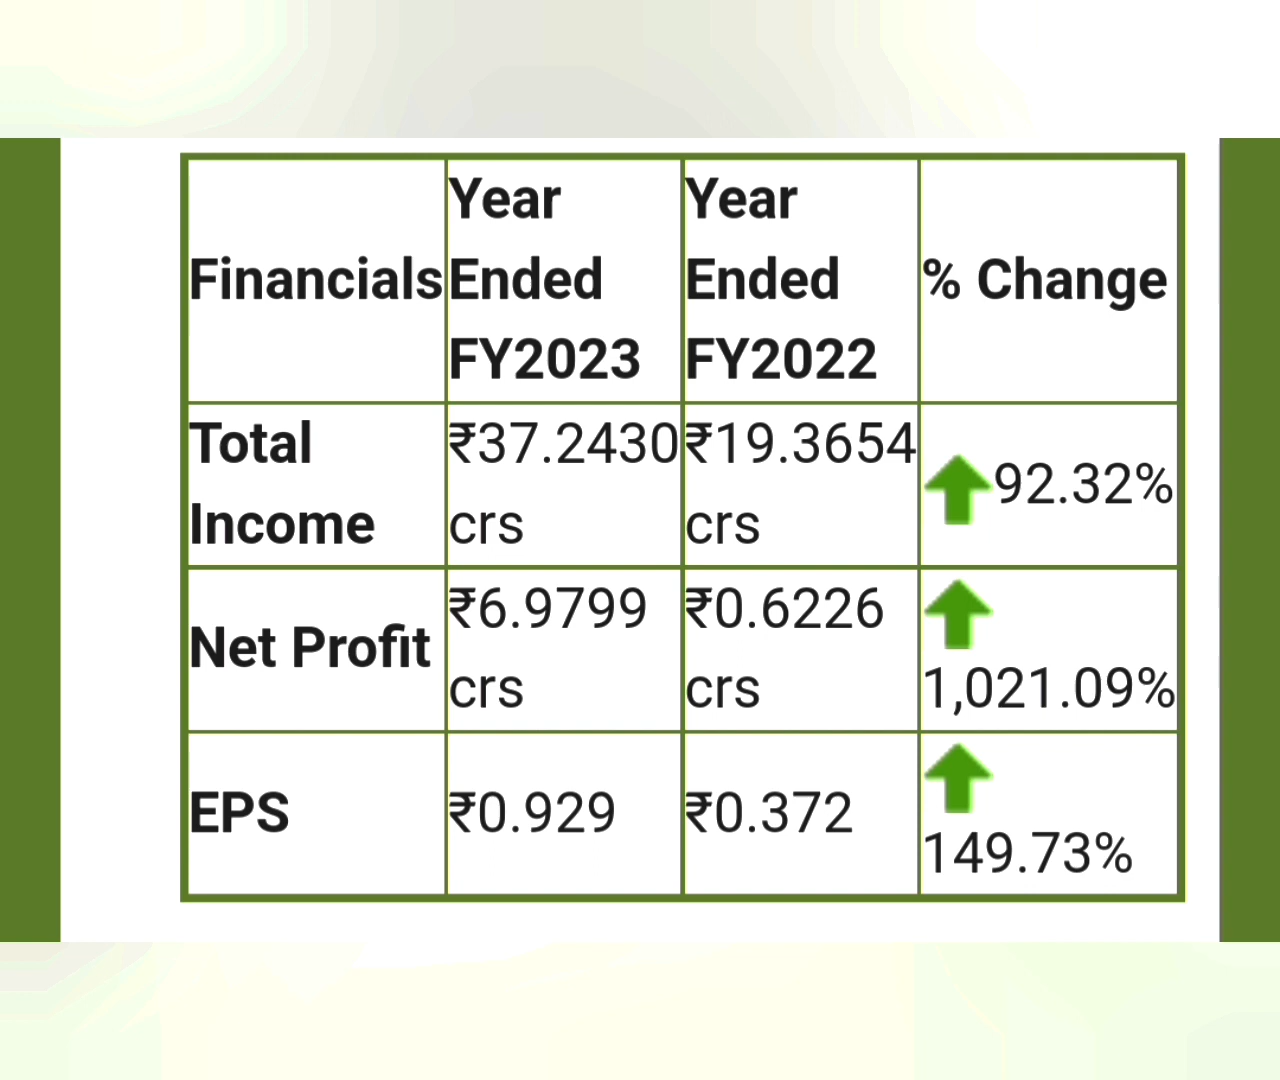 Financials
Year
Ended
FY2023
Year
Ended
FY2022
% Change
Total
Income
₹37.2430
crs
₹19.3654
crs
92.32%
Net Profit
₹6.9799
crs
₹0.6226
crs
1,021.09%
EPS
₹0.929
₹0.372
149.73%